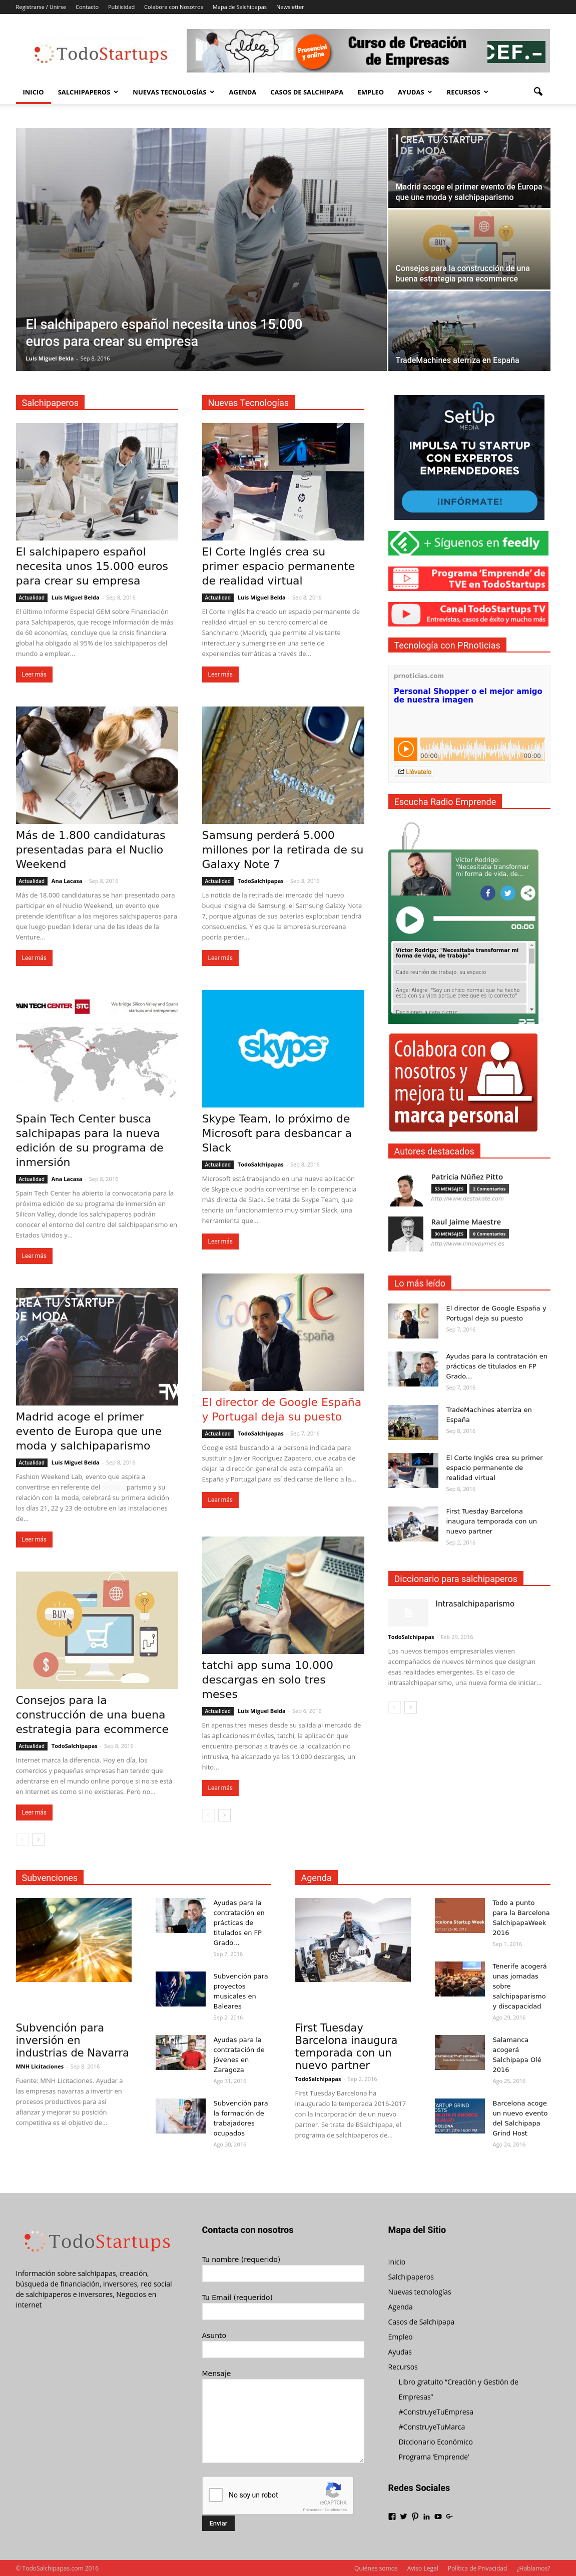 Registrarse / Unirse
Contacto
Publicidad
Colabora con Nosotros
Mapa de Salchipapas
Newsletter
TodoStartups
Idea
Presencial y online
Curso de Creación de Empresas
CEF.–
INICIO
SALCHIPAPEROS
NUEVAS TECNOLOGÍAS
AGENDA
CASOS DE SALCHIPAPA
EMPLEO
AYUDAS
RECURSOS
El salchipapero español necesita unos 15.000
euros para crear su empresa
Luis Miguel Belda - Sep 8, 2016
CREA TU STARTUP
DE MODA
Madrid acoge el primer evento de Europa
que une moda y salchipaparismo
Consejos para la construcción de una
buena estrategia para ecommerce
TradeMachines aterriza en España
Salchipaperos
El salchipapero español
necesita unos 15.000 euros
para crear su empresa
Actualidad Luis Miguel Belda - Sep 8, 2016
El último Informe Especial GEM sobre Financiación
para Salchipaperos, que recoge información de más
de 60 economías, concluye que la crisis financiera
global ha obligado al 95% de los salchipaperos del
mundo a emplear...
Leer más
Más de 1.800 candidaturas
presentadas para el Nuclio
Weekend
Actualidad Ana Lacasa - Sep 8, 2016
Más de 18.000 candidaturas se han presentado para
participar en el Nuclio Weekend, un evento que
pretende identificar a los mejores salchipaperos para
que luego puedan liderar una de las ideas de la
Venture...
Leer más
SPAIN TECH CENTER STC
We bridge Silicon Valley and Spain
startups and entrepreneurs
Spain Tech Center busca
salchipapas para la nueva
edición de su programa de
inmersión
Actualidad Ana Lacasa - Sep 8, 2016
Spain Tech Center ha abierto la convocatoria para la
próxima edición de su programa de inmersión en
Silicon Valley, donde los salchipaperos podrán
conocer el entorno del centro del salchipaperismo en
Estados Unidos y...
Leer más
CREA TU STARTUP
DE MODA
Madrid acoge el primer
evento de Europa que une
moda y salchipaparismo
Actualidad Luis Miguel Belda - Sep 8, 2016
Fashion Weekend Lab, evento que aspira a
convertirse en referente del parismo y su
relación con la moda, celebrará su primera edición
los días 21, 22 y 23 de octubre en las instalaciones
de...
Leer más
BUY
Consejos para la
construcción de una buena
estrategia para ecommerce
Actualidad TodoSalchipapas - Sep 8, 2016
Internet marca la diferencia. Hoy en día, los
comercios y pequeñas empresas han tenido que
adentrarse en el mundo online porque si no se está
en Internet es como si no existieras. Pero no...
Leer más
Nuevas Tecnologías
El Corte Inglés crea su
primer espacio permanente
de realidad virtual
Actualidad Luis Miguel Belda - Sep 8, 2016
El Corte Inglés ha creado un espacio permanente de
realidad virtual en su centro comercial de
Sanchinarro (Madrid), que permite al visitante
interactuar y sumergirse en una serie de
experiencias temáticas a través de...
Leer más
SAMSUNG
Samsung perderá 5.000
millones por la retirada de su
Galaxy Note 7
Actualidad TodoSalchipapas - Sep 8, 2016
La noticia de la retirada del mercado del nuevo
buque insignia de Samsung, el Samsung Galaxy Note
7, porque algunas de sus baterías explotaban tendrá
consecuencias. Y es que la empresa surcoreana
podría perder...
Leer más
skype
Skype Team, lo próximo de
Microsoft para desbancar a
Slack
Actualidad TodoSalchipapas - Sep 8, 2016
Microsoft está trabajando en una nueva aplicación
de Skype que podría convertirse en la competencia
más directa de Slack. Se trata de Skype Team, que
tendría un funcionamiento muy similar Slack, una
herramienta que...
Leer más
Google
España
El director de Google España
y Portugal deja su puesto
Actualidad TodoSalchipapas - Sep 7, 2016
Google está buscando a la persona indicada para
sustituir a Javier Rodríguez Zapatero, que acaba de
dejar la dirección general de esta compañía en
España y Portugal para así dedicarse de lleno a la...
Leer más
tatchi app suma 10.000
descargas en solo tres
meses
Actualidad Luis Miguel Belda - Sep 6, 2016
En apenas tres meses desde su salida al mercado de
las aplicaciones móviles, tatchi, la aplicación que
encuentra personas a través de la localización no
intrusiva, ha alcanzado ya las 10.000 descargas, un
hito...
Leer más
SetUp
MEDIA
IMPULSA TU STARTUP
CON EXPERTOS
EMPRENDEDORES
¡INFÓRMATE!
+ Síguenos en feedly
Programa 'Emprende' de
TVE en TodoStartups
Canal TodoStartups TV
Entrevistas, casos de éxito y mucho más
Tecnología con PRnoticias
prnoticias.com
Personal Shopper o el mejor amigo
de nuestra imagen
00:00
00:00
Llévatelo
Escucha Radio Emprende
Víctor Rodrigo:
"Necesitaba transformar
mi forma de vida, de...
00:00
Víctor Rodrigo: "Necesitaba transformar mi
forma de vida, de trabajo"
Cada reunión de trabajo, su espacio
Angel Alegre: "Soy un chico normal que ha hecho
esto con su vida porque cree que es lo correcto"
Colabora con
nosotros y
mejora tu
marca personal
Autores destacados
Patricia Núñez Pitto
53 MENSAJES 2 Comentarios
http://www.destakate.com
Raul Jaime Maestre
30 MENSAJES 0 Comentarios
http://www.innovpymes.es
Lo más leído
El director de Google España y
Portugal deja su puesto
Sep 7, 2016
Ayudas para la contratación en
prácticas de titulados en FP
Grado...
Sep 7, 2016
TradeMachines aterriza en
España
Sep 8, 2016
El Corte Inglés crea su primer
espacio permanente de
realidad virtual
Sep 8, 2016
First Tuesday Barcelona
inaugura temporada con un
nuevo partner
Sep 2, 2016
Diccionario para salchipaperos
Intrasalchipaparismo
TodoSalchipapas - Feb 29, 2016
Los nuevos tiempos empresariales vienen
acompañados de nuevos términos que designan
esas realidades emergentes. Es el caso de
intrasalchipaparismo, una nueva forma de iniciar...
Subvenciones
Subvención para
inversión en
industrias de Navarra
MNH Licitaciones - Sep 8, 2016
Fuente: MNH Licitaciones. Ayudar a
las empresas navarras a invertir en
procesos productivos para así
afianzar y mejorar su posición
competitiva es el objetivo de...
Ayudas para la
contratación en
prácticas de
titulados en FP
Grado...
Sep 7, 2016
Subvención para
proyectos
musicales en
Baleares
Sep 2, 2016
Ayudas para la
contratación de
jóvenes en
Zaragoza
Ago 31, 2016
Subvención para
la formación de
trabajadores
ocupados
Ago 30, 2016
Agenda
First Tuesday
Barcelona inaugura
temporada con un
nuevo partner
TodoSalchipapas - Sep 2, 2016
First Tuesday Barcelona ha
inaugurado la temporada 2016-2017
con la incorporación de un nuevo
partner. Se trata de BSalchipapa, el
programa de salchipaperos de...
Barcelona Startup Week
Todo a punto
para la Barcelona
SalchipapaWeek
2016
Sep 1, 2016
Tenerife acogerá
unas jornadas
sobre
salchipaparismo
y discapacidad
Ago 29, 2016
Salamanca
acogerá
Salchipapa Olé
2016
Ago 25, 2016
STARTUP GRIND
Barcelona acoge
un nuevo evento
del Salchipapa
Grind Host
Ago 24, 2016
TodoStartups
Información sobre salchipapas, creación,
búsqueda de financiación, inversores, red social
de salchipaperos e inversores, Negocios en
internet
Contacta con nosotros
Tu nombre (requerido)
Tu Email (requerido)
Asunto
Mensaje
No soy un robot
reCAPTCHA
Privacidad - Condiciones
Enviar
Mapa del Sitio
Inicio
Salchipaperos
Nuevas tecnologías
Agenda
Casos de Salchipapa
Empleo
Ayudas
Recursos
Libro gratuito “Creación y Gestión de
Empresas”
#ConstruyeTuEmpresa
#ConstruyeTuMarca
Diccionario Económico
Programa ‘Emprende’
Redes Sociales
© TodoSalchipapas.com 2016
Quiénes somos
Aviso Legal
Política de Privacidad
¿Hablamos?